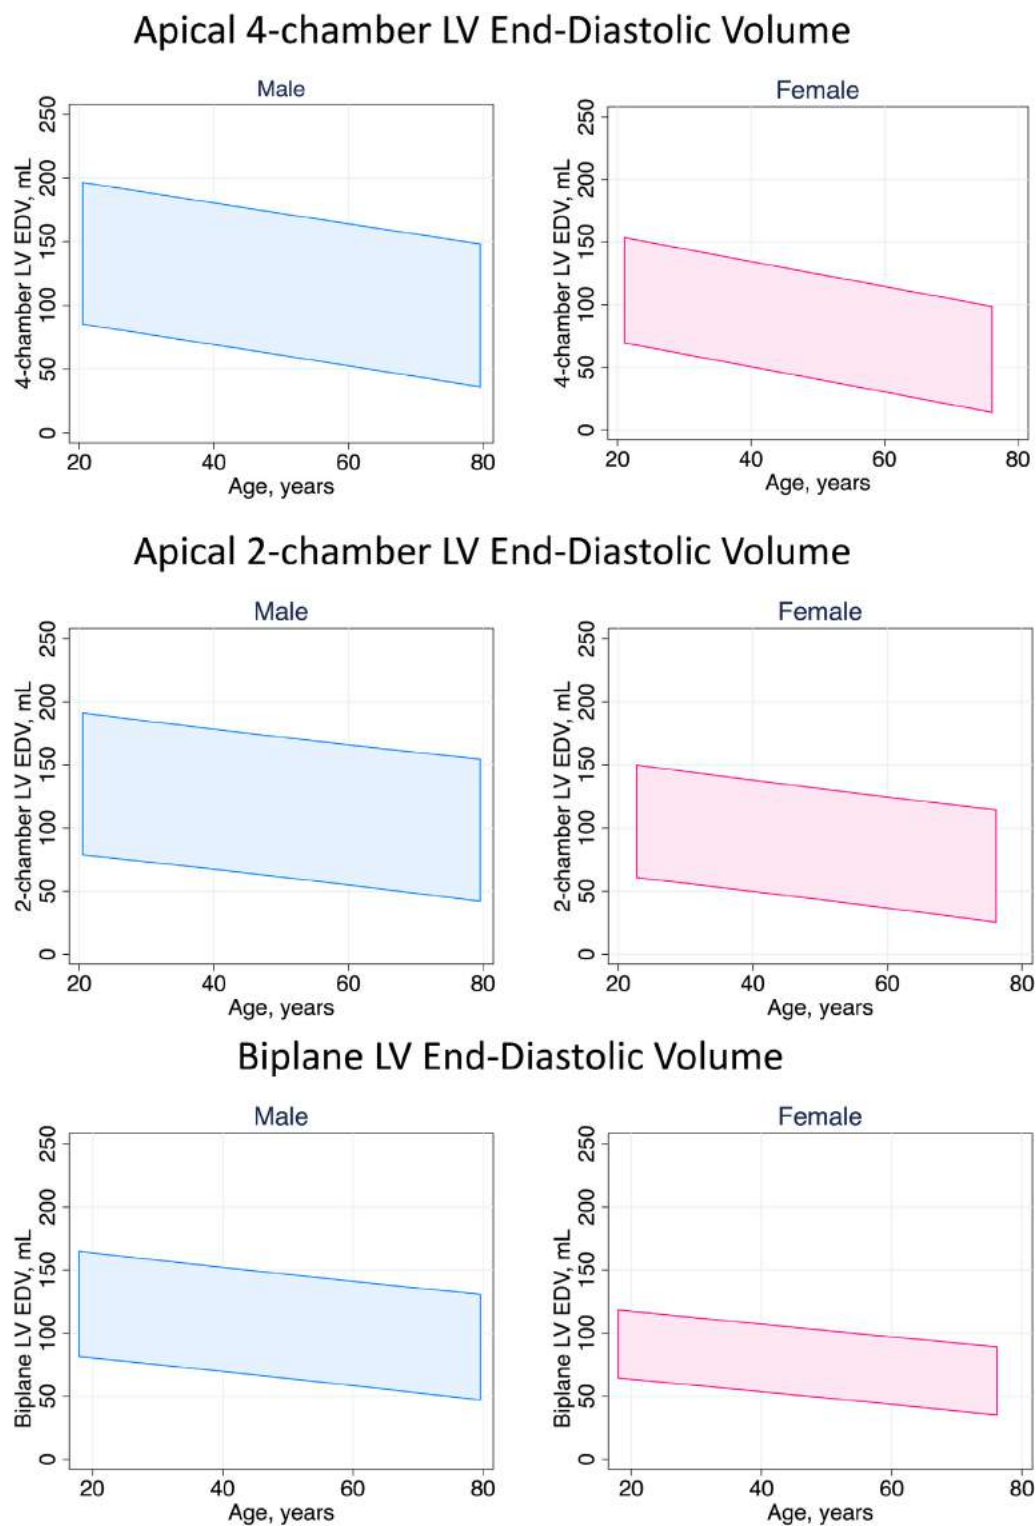 Apical 4-chamber LV End-Diastolic Volume
Male
Female
4-chamber LV EDV, mL
250
200
150
100
50
0
20 40 60 80
Age, years
4-chamber LV EDV, mL
250
200
150
100
50
0
20 40 60 80
Age, years
Apical 2-chamber LV End-Diastolic Volume
Male
Female
2-chamber LV EDV, mL
250
200
150
100
50
0
20 40 60 80
Age, years
2-chamber LV EDV, mL
250
200
150
100
50
0
20 40 60 80
Age, years
Biplane LV End-Diastolic Volume
Male
Female
Biplane LV EDV, mL
250
200
150
100
50
0
20 40 60 80
Age, years
Biplane LV EDV, mL
250
200
150
100
50
0
20 40 60 80
Age, years